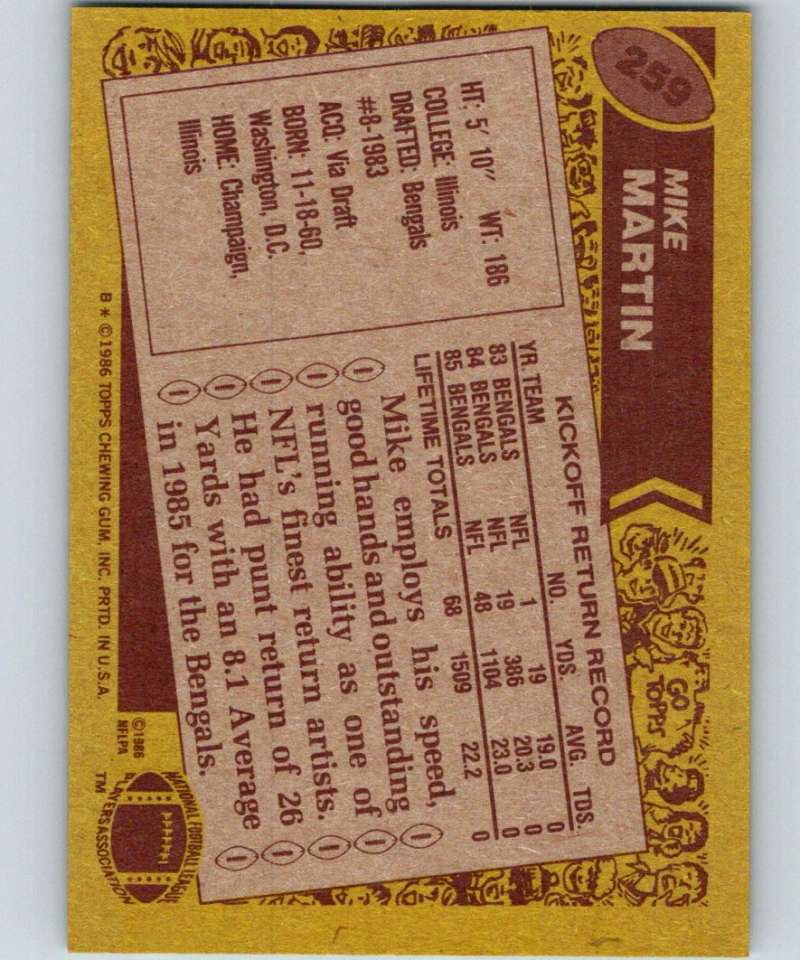 259
MIKE
MARTIN
HT: 5' 10" WT: 186
COLLEGE: Illinois
DRAFTED: Bengals
#8-1983
ACQ: Via Draft
BORN: 11-18-60,
Washington, D.C.
HOME: Champaign,
Illinois
KICKOFF RETURN RECORD
YR. TEAM NO. YDS. AVG. TDS.
83 BENGALS NFL 1 19 19.0 0
84 BENGALS NFL 19 386 20.3 0
85 BENGALS NFL 48 1104 23.0 0
LIFETIME TOTALS 68 1509 22.2 0
Mike employs his speed,
good hands and outstanding
running ability as one of
NFL's finest return artists.
He had punt return of 26
Yards with an 8.1 Average
in 1985 for the Bengals.
GO
TOPPS
B * © 1986 TOPPS CHEWING GUM, INC. PRTD. IN U.S.A.
© 1986
NFLPA
NATIONAL FOOTBALL LEAGUE
PLAYERS ASSOCIATION
TM